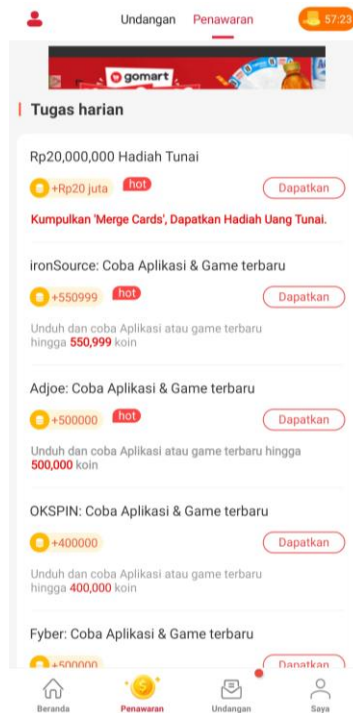 Undangan Penawaran 57:23
gomart
Tugas harian
Rp20,000,000 Hadiah Tunai
+Rp20 juta hot Dapatkan
Kumpulkan 'Merge Cards', Dapatkan Hadiah Uang Tunai.
ironSource: Coba Aplikasi & Game terbaru
+550999 hot Dapatkan
Unduh dan coba Aplikasi atau game terbaru
hingga 550,999 koin
Adjoe: Coba Aplikasi & Game terbaru
+500000 hot Dapatkan
Unduh dan coba Aplikasi atau game terbaru hingga
500,000 koin
OKSPIN: Coba Aplikasi & Game terbaru
+400000 Dapatkan
Unduh dan coba Aplikasi atau game terbaru
hingga 400,000 koin
Fyber: Coba Aplikasi & Game terbaru
+500000 Dapatkan
Beranda Penawaran Undangan Saya